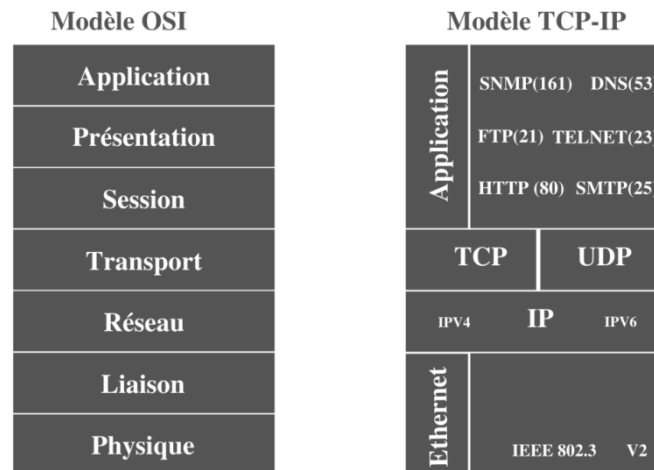 Modèle OSI
Application
Présentation
Session
Transport
Réseau
Liaison
Physique
Modèle TCP-IP
Application
SNMP(161) DNS(53)
FTP(21) TELNET(23)
HTTP (80) SMTP(25)
TCP UDP
IPV4 IP IPV6
Ethernet
IEEE 802.3 V2